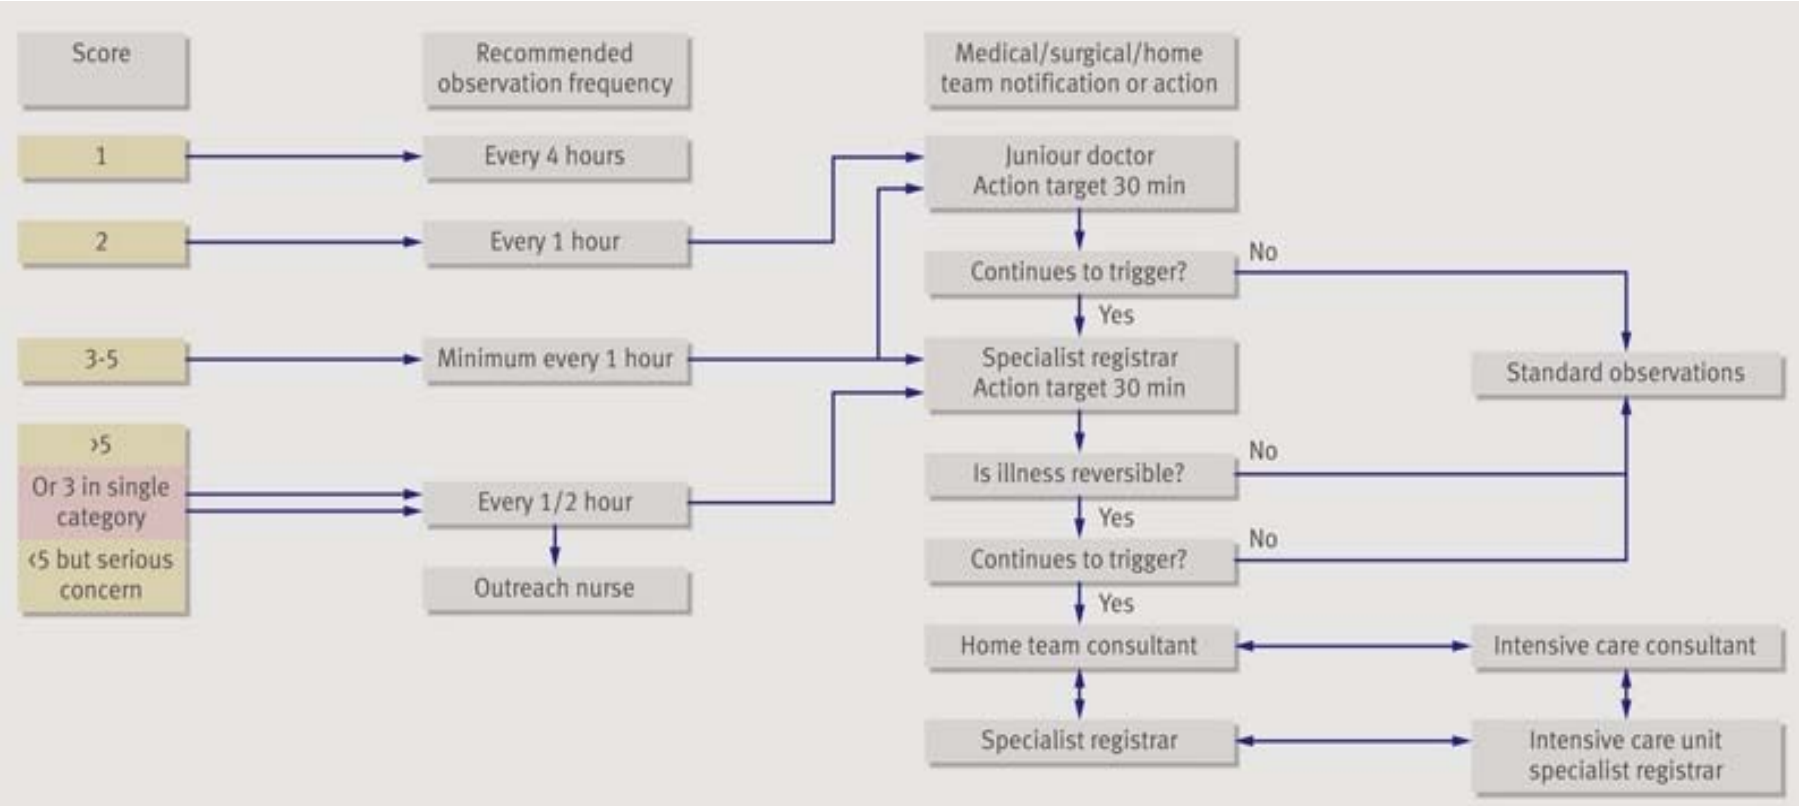 Score
Recommended
observation frequency
Medical/surgical/home
team notification or action
1
Every 4 hours
Juniour doctor
Action target 30 min
2
Every 1 hour
Continues to trigger?
No
Yes
3-5
Minimum every 1 hour
Specialist registrar
Action target 30 min
Standard observations
>5
Or 3 in single
category
<5 but serious
concern
Every 1/2 hour
Outreach nurse
Is illness reversible?
No
Yes
Continues to trigger?
No
Yes
Home team consultant
Intensive care consultant
Specialist registrar
Intensive care unit
specialist registrar